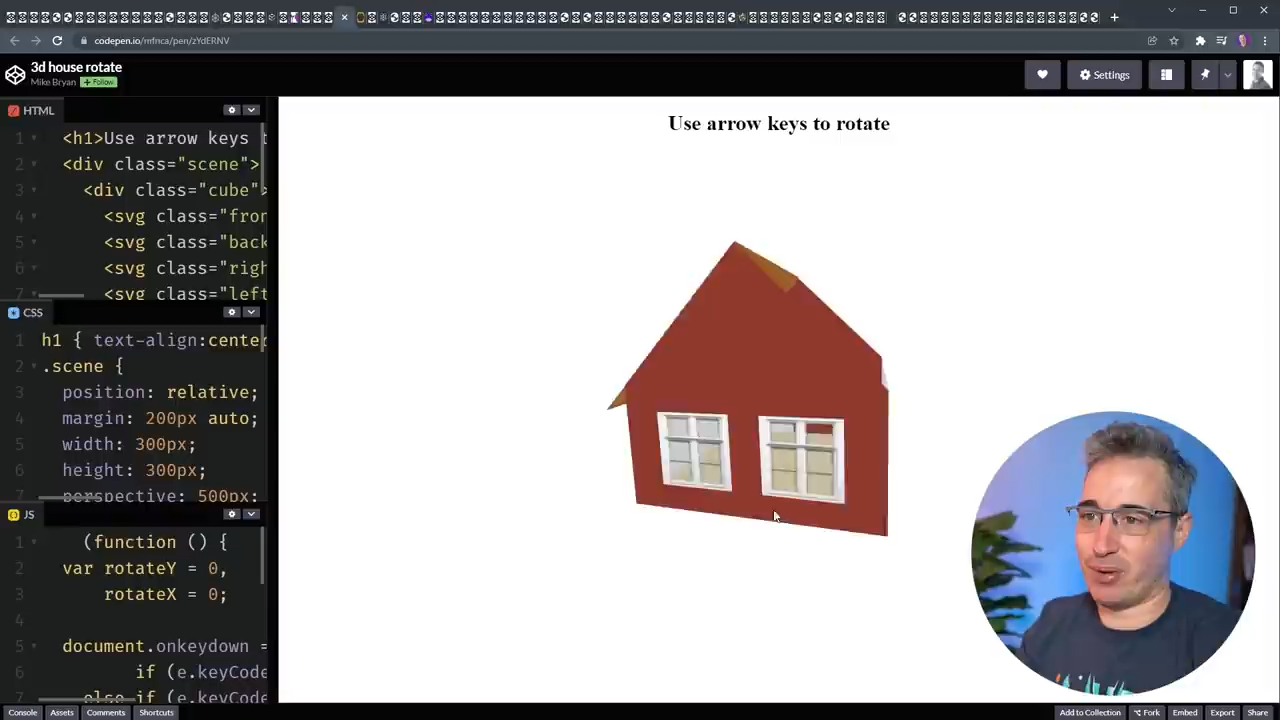 codepen.io/mfnca/pen/zYdERNV
3d house rotate
Mike Bryan
+ Follow
Settings
HTML
1 <h1>Use arrow keys
2 <div class="scene">
3 <div class="cube">
4 <svg class="fron
5 <svg class="back
6 <svg class="righ
7 <svg class="left
CSS
1 h1 { text-align:center
2 .scene {
3 position: relative;
4 margin: 200px auto;
5 width: 300px;
6 height: 300px;
7 perspective: 500px;
JS
1 (function () {
2 var rotateY = 0,
3 rotateX = 0;
4
5 document.onkeydown =
6 if (e.keyCode
7 else if (e.keyCode
Use arrow keys to rotate
Console Assets Comments Shortcuts
Add to Collection Fork Embed Export Share